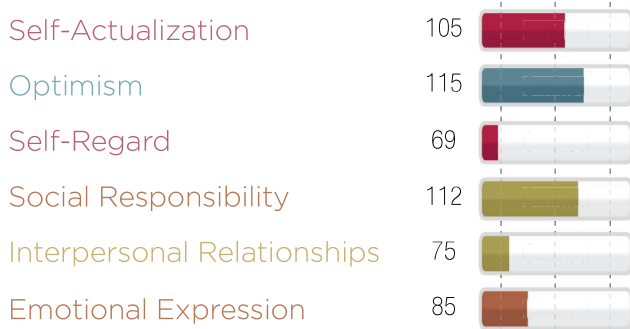 Self-Actualization 105
Optimism 115
Self-Regard 69
Social Responsibility 112
Interpersonal Relationships 75
Emotional Expression 85